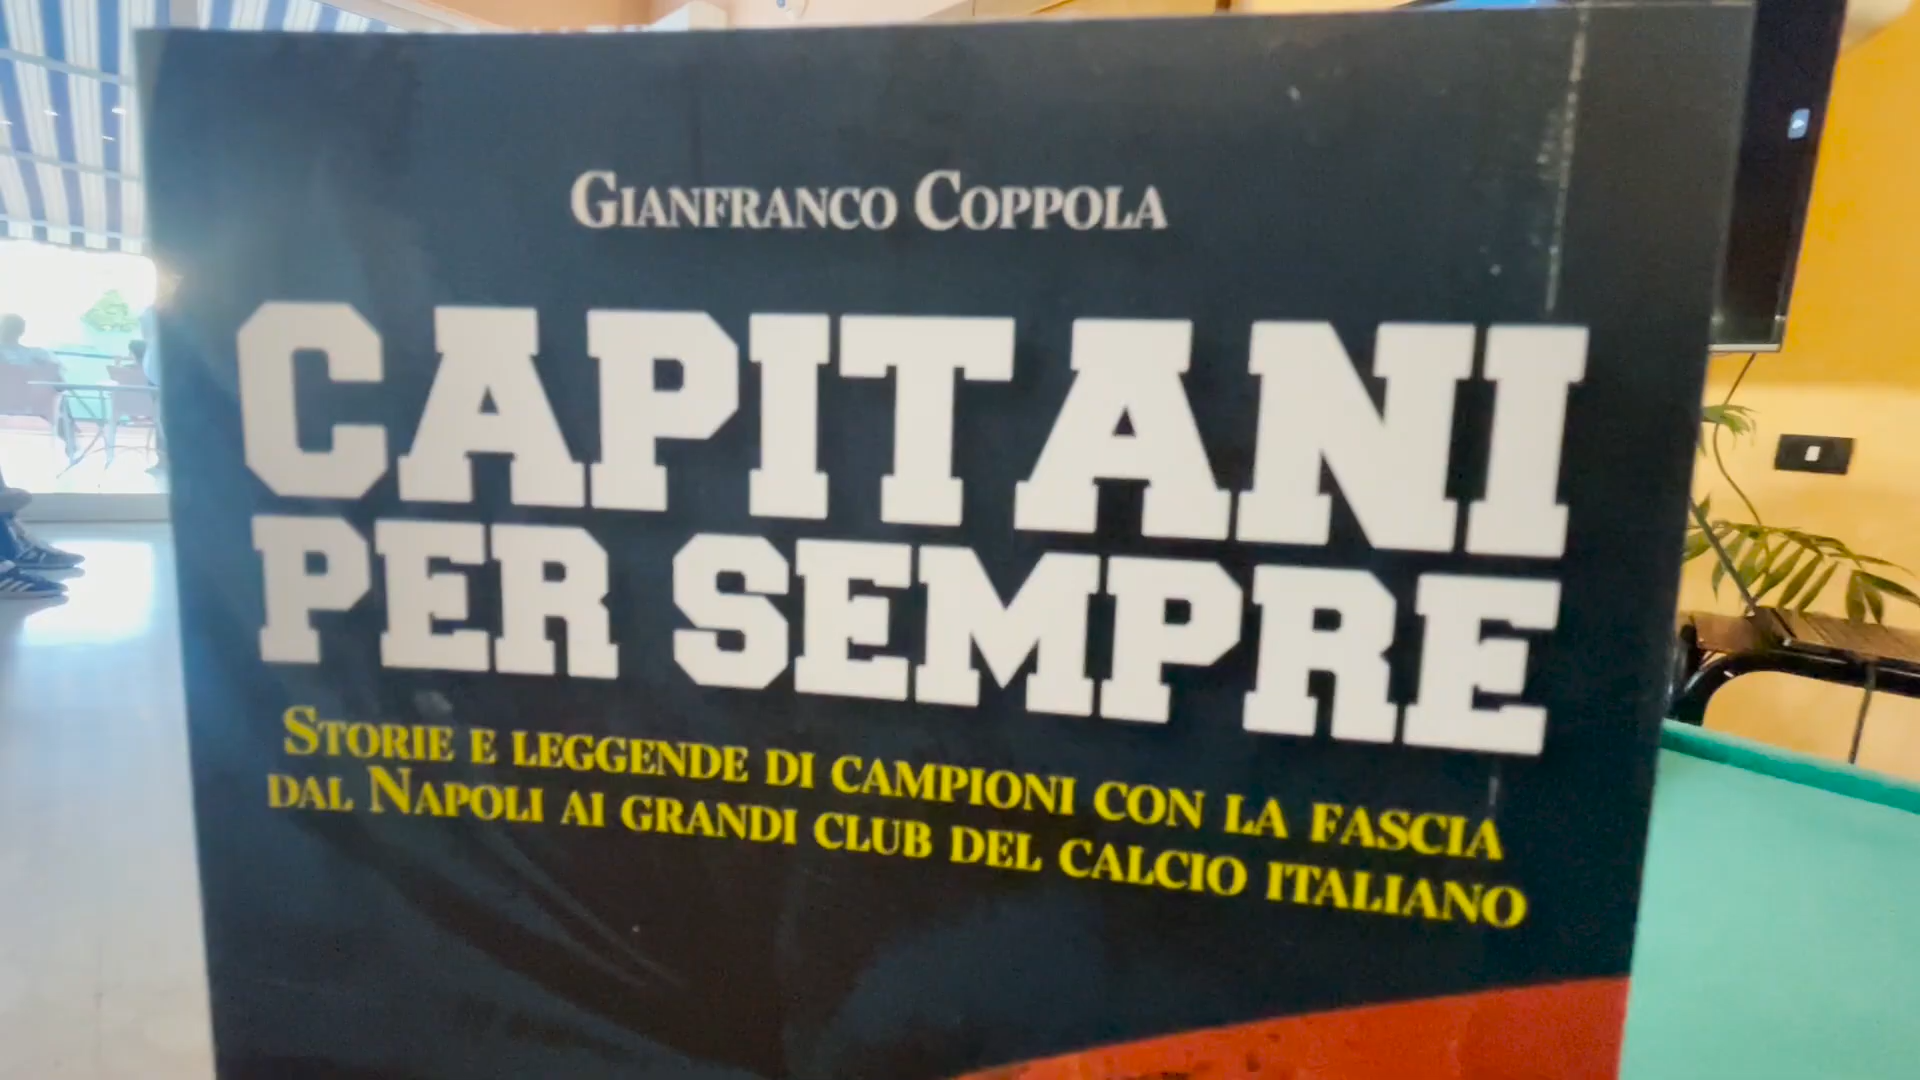 GIANFRANCO COPPOLA
CAPITANI
PER SEMPRE
STORIE E LEGGENDE DI CAMPIONI CON LA FASCIA
DAL NAPOLI AI GRANDI CLUB DEL CALCIO ITALIANO